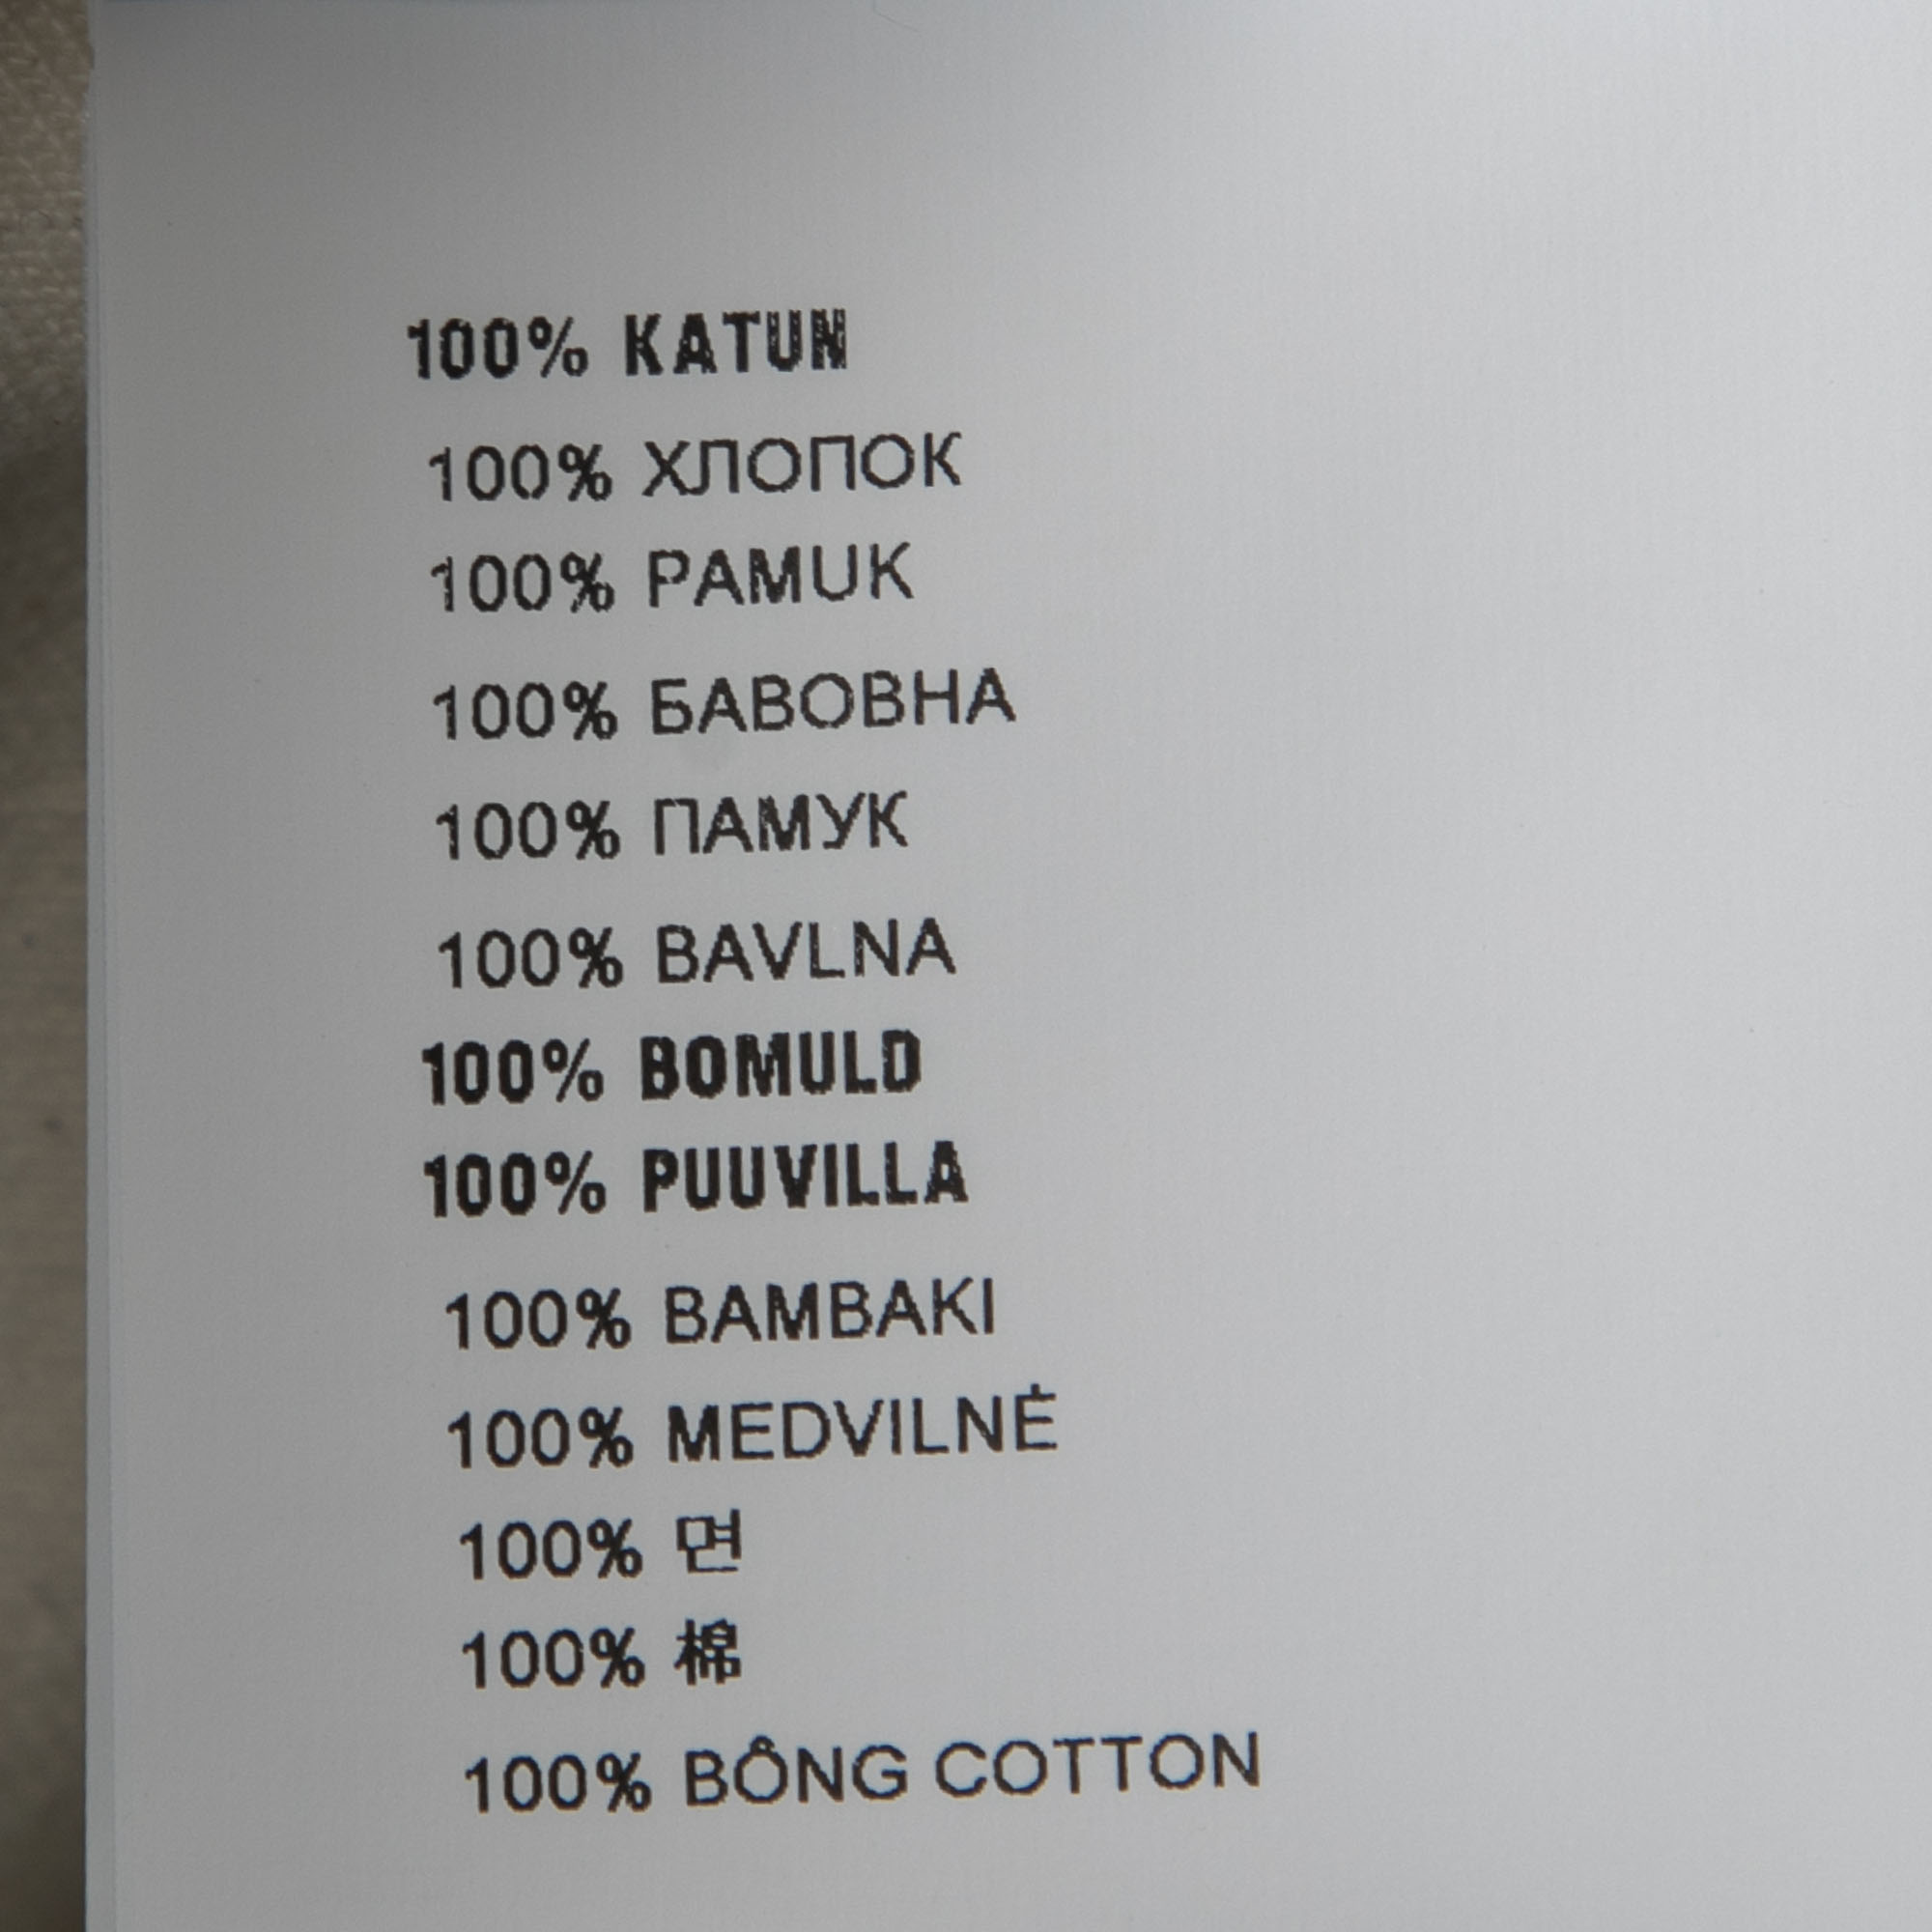 100% KATUN
100% ХЛОПОК
100% PAMUK
100% БАВОВНА
100% ПАМУК
100% BAVLNA
100% BOMULD
100% PUUVILLA
100% BAMBAKI
100% MEDVILNĖ
100% 면
100% 棉
100% BÔNG COTTON